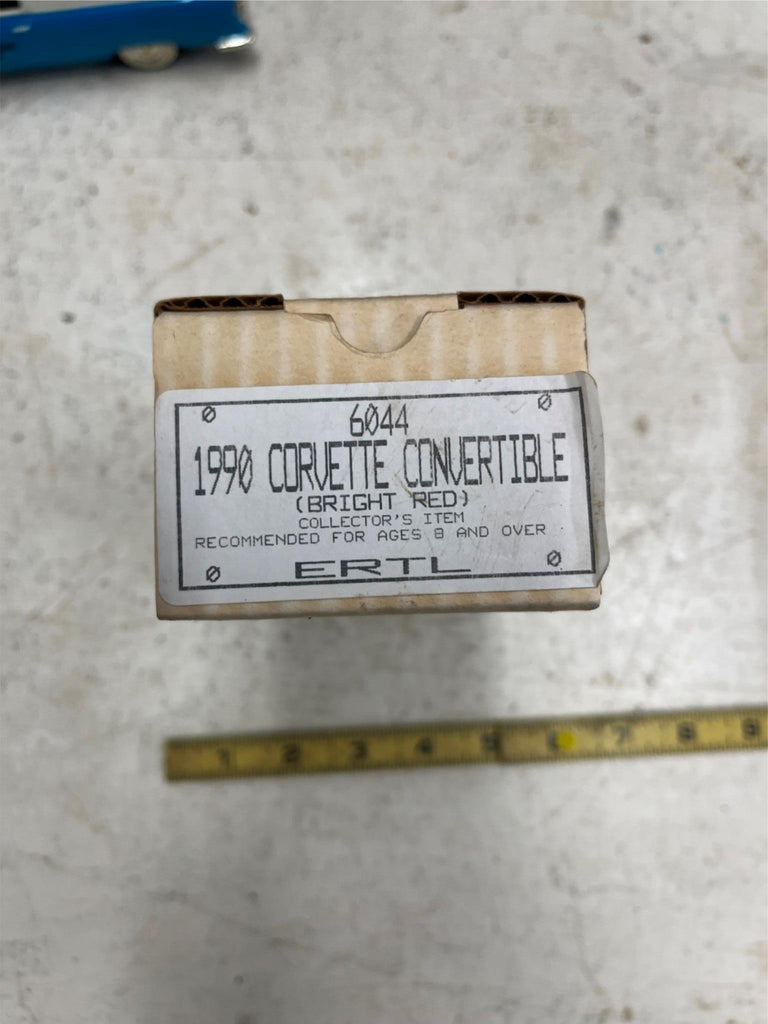 6044
1990 CORVETTE CONVERTIBLE
(BRIGHT RED)
COLLECTOR'S ITEM
RECOMMENDED FOR AGES 8 AND OVER
ERTL
1 2 3 4 5 6 7 8 9